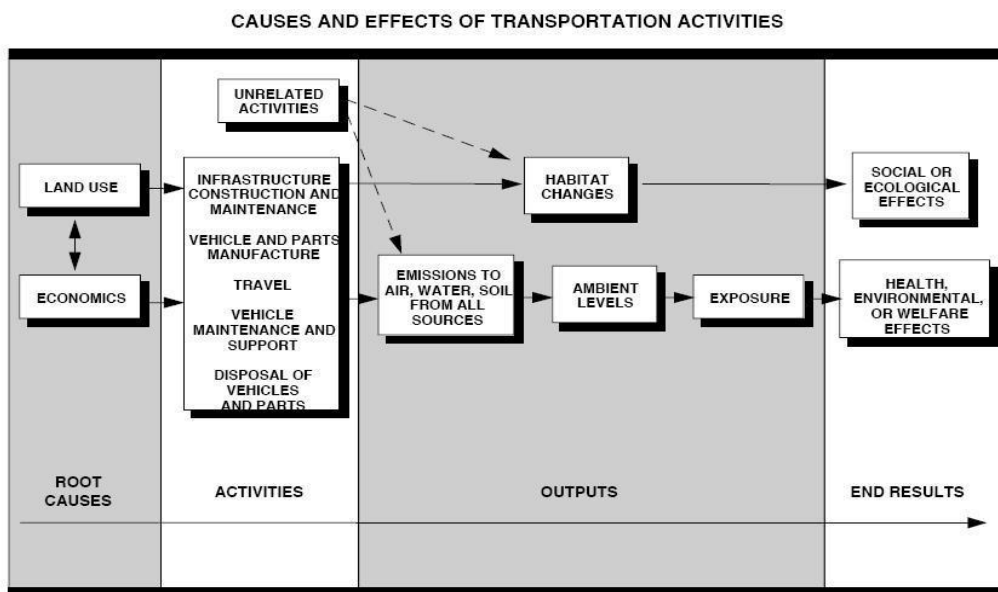 CAUSES AND EFFECTS OF TRANSPORTATION ACTIVITIES
UNRELATED
ACTIVITIES
LAND USE
ECONOMICS
INFRASTRUCTURE
CONSTRUCTION AND
MAINTENANCE
VEHICLE AND PARTS
MANUFACTURE
TRAVEL
VEHICLE
MAINTENANCE AND
SUPPORT
DISPOSAL OF
VEHICLES
AND PARTS
HABITAT
CHANGES
SOCIAL OR
ECOLOGICAL
EFFECTS
EMISSIONS TO
AIR, WATER, SOIL
FROM ALL
SOURCES
AMBIENT
LEVELS
EXPOSURE
HEALTH,
ENVIRONMENTAL,
OR WELFARE
EFFECTS
ROOT
CAUSES
ACTIVITIES
OUTPUTS
END RESULTS